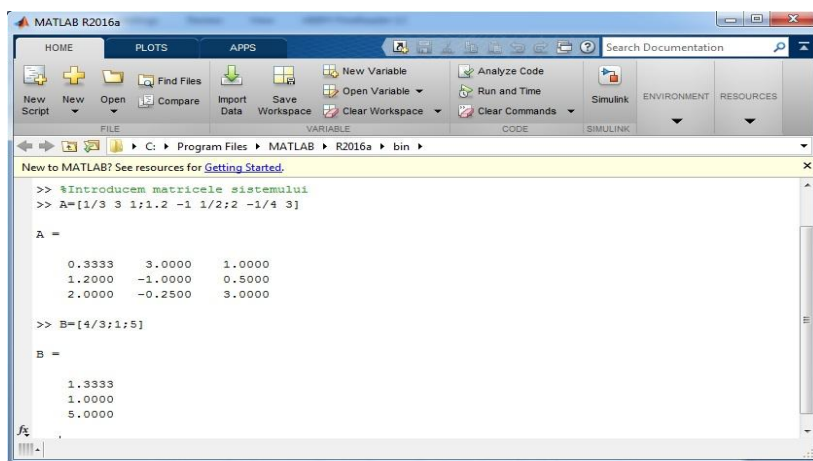 MATLAB R2016a
HOME PLOTS APPS Search Documentation
New Script New Open Find Files Compare Import Data Save Workspace New Variable Open Variable Clear Workspace Analyze Code Run and Time Clear Commands Simulink ENVIRONMENT RESOURCES
FILE VARIABLE CODE SIMULINK
C: Program Files MATLAB R2016a bin
New to MATLAB? See resources for Getting Started.
>> %Introducem matricele sistemului
>> A=[1/3 3 1;1.2 -1 1/2;2 -1/4 3]
A =
0.3333 3.0000 1.0000
1.2000 -1.0000 0.5000
2.0000 -0.2500 3.0000
>> B=[4/3;1;5]
B =
1.3333
1.0000
5.0000
fx